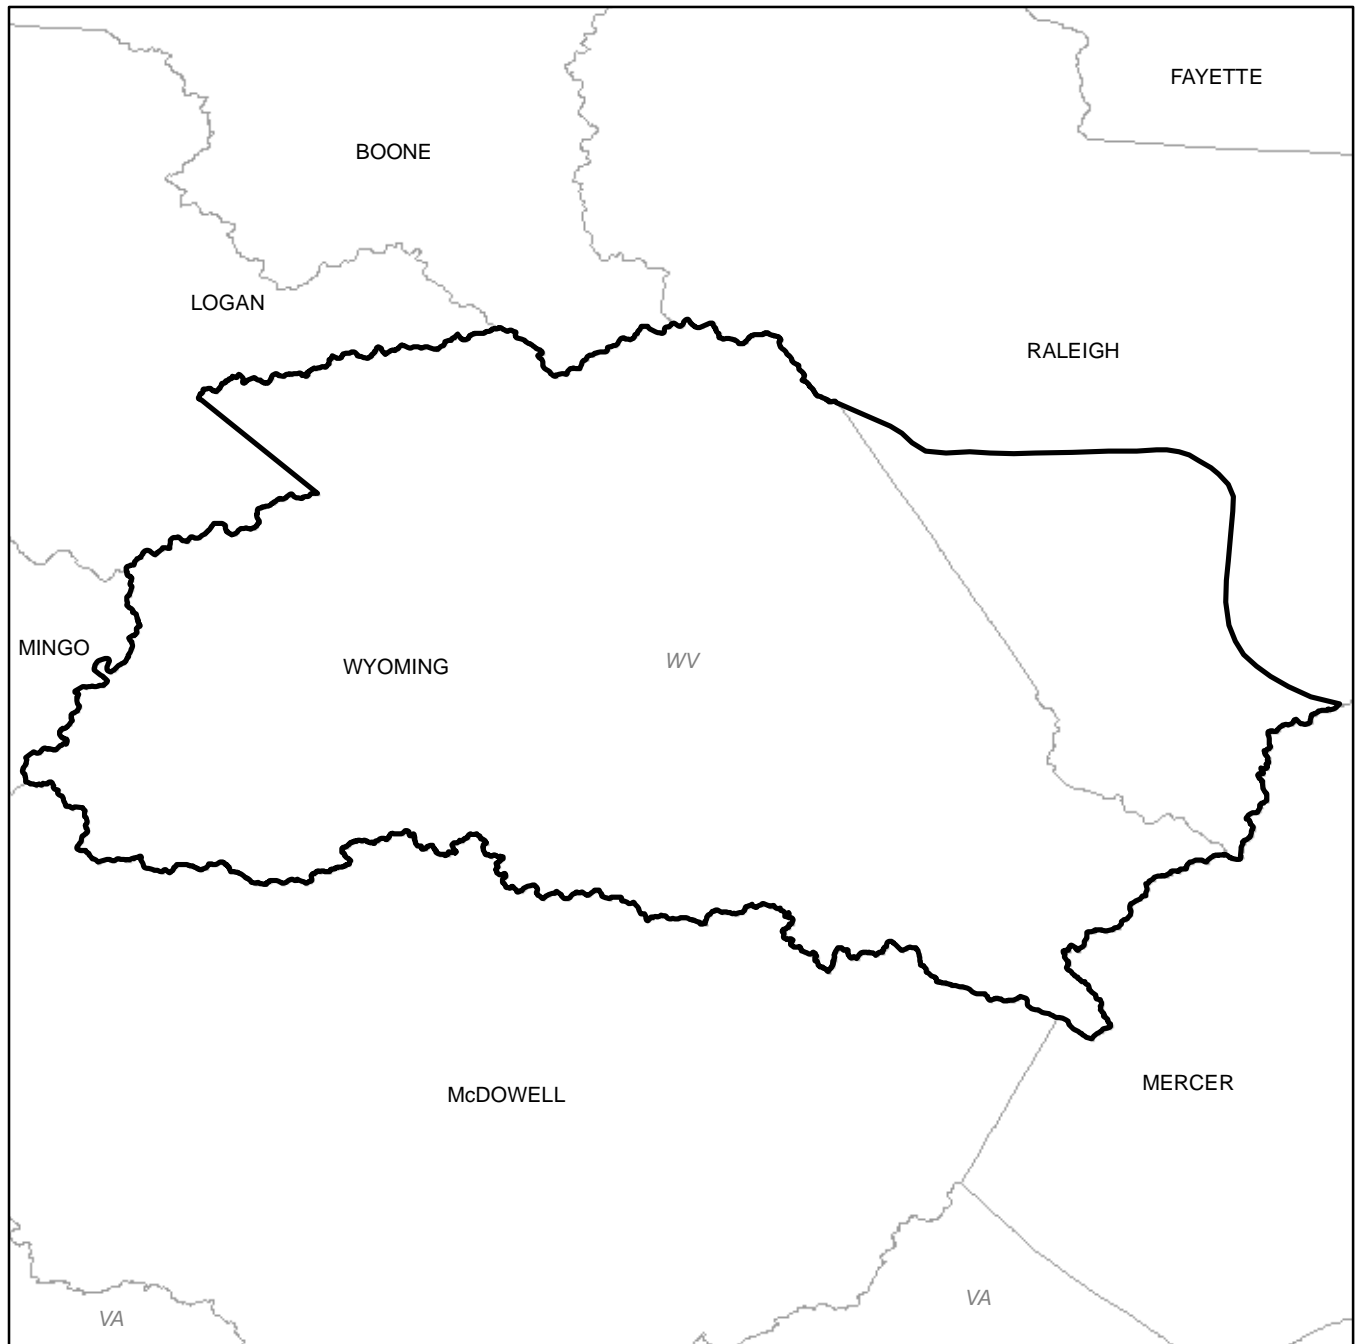 FAYETTE
BOONE
LOGAN
RALEIGH
MINGO
WYOMING
WV
McDOWELL
MERCER
VA
VA